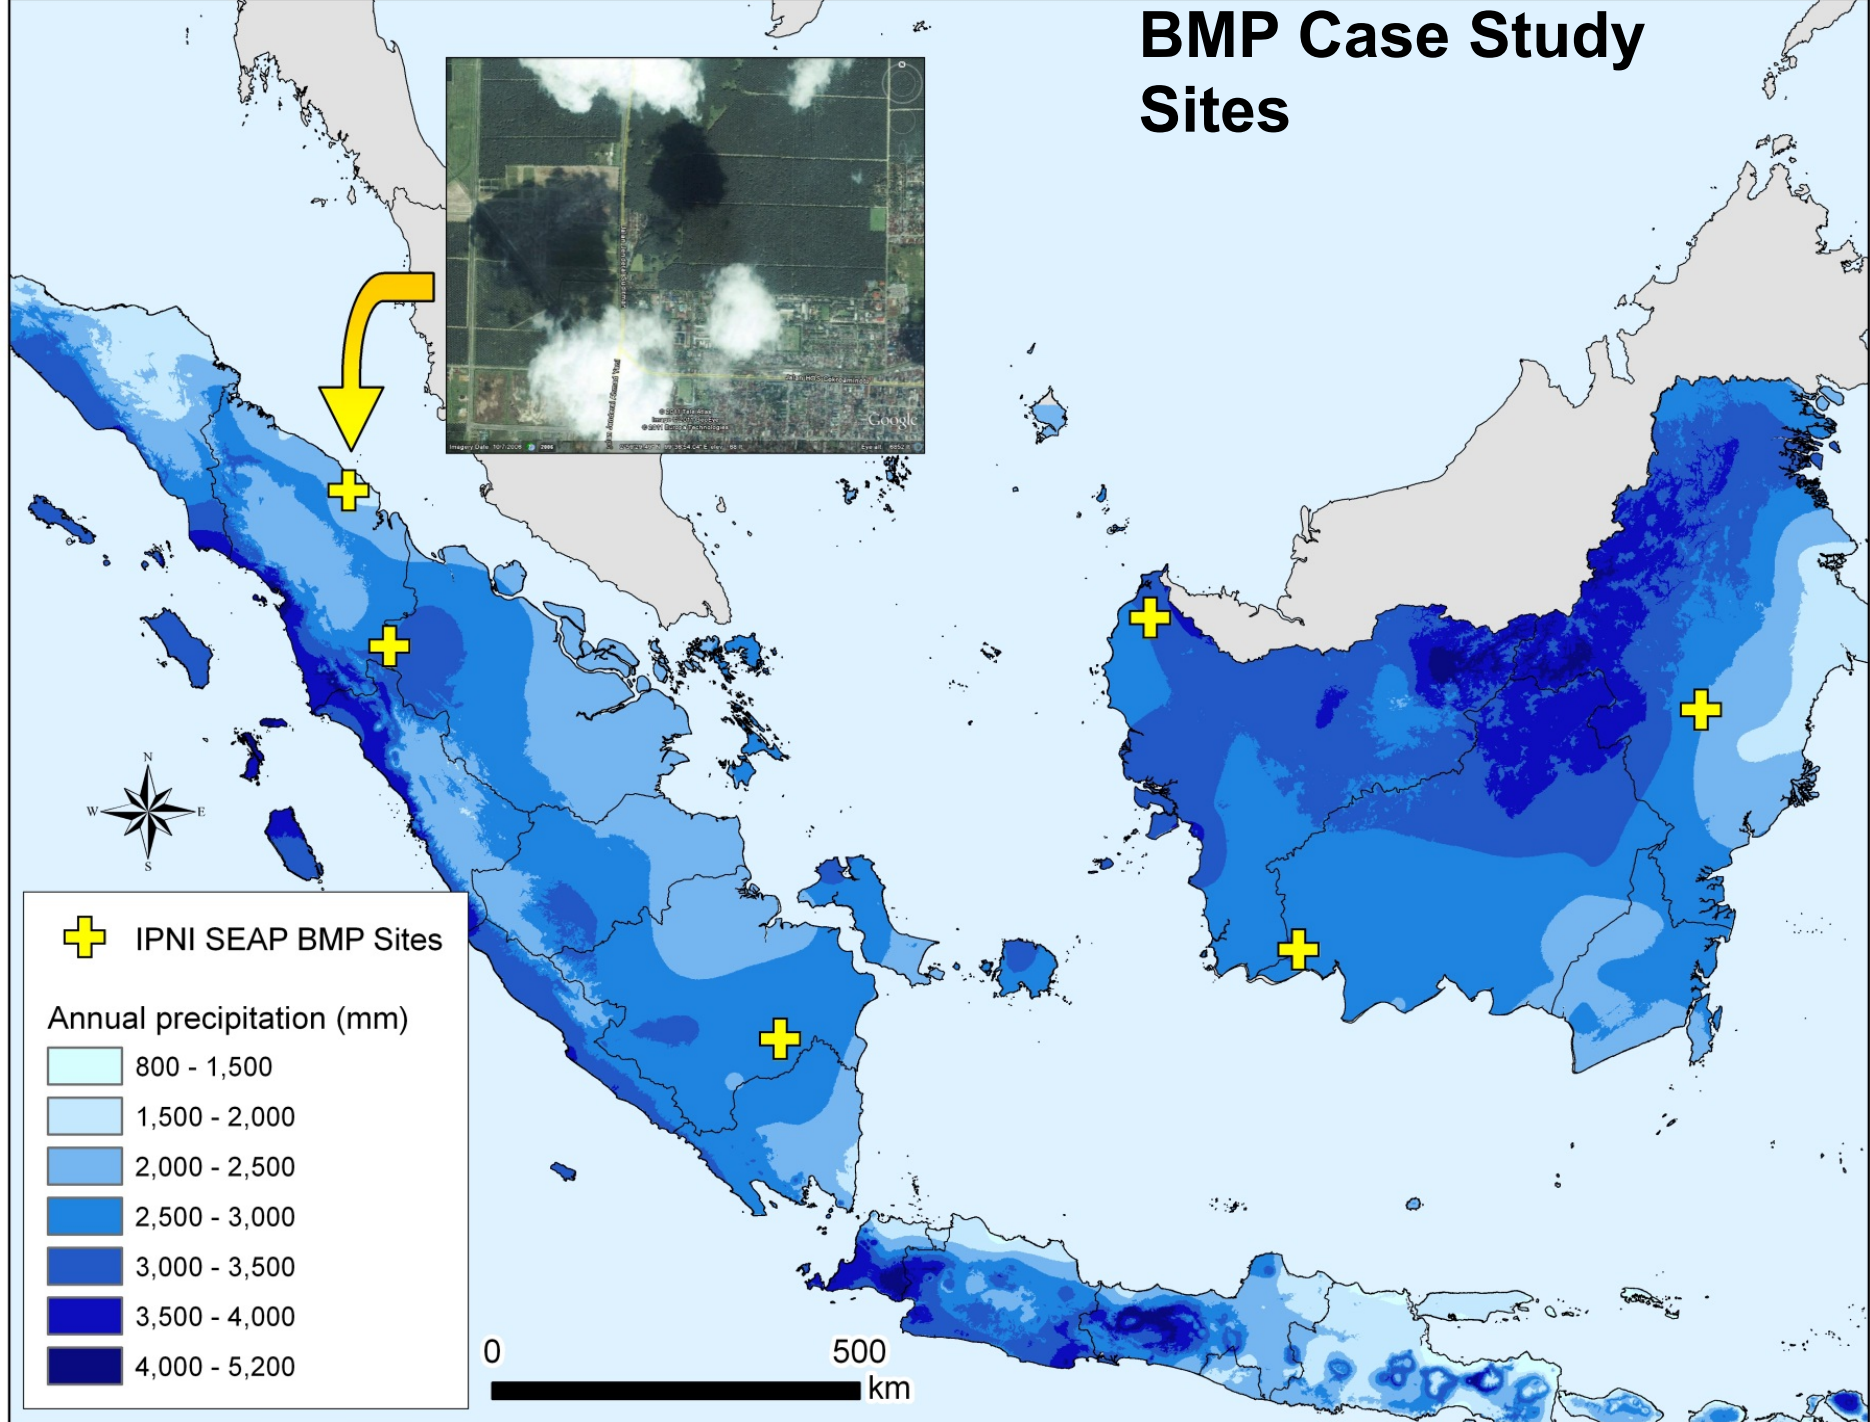 BMP Case Study
Sites
Google
N
W E
S
IPNI SEAP BMP Sites
Annual precipitation (mm)
800 - 1,500
1,500 - 2,000
2,000 - 2,500
2,500 - 3,000
3,000 - 3,500
3,500 - 4,000
4,000 - 5,200
0 500
km